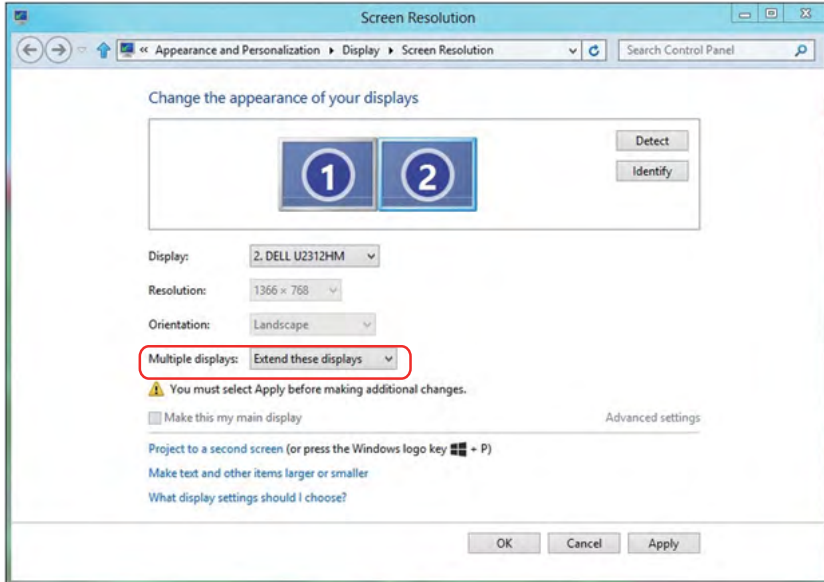 Screen Resolution
« Appearance and Personalization ▸ Display ▸ Screen Resolution
Search Control Panel
Change the appearance of your displays
1 2
Detect
Identify
Display: 2. DELL U2312HM
Resolution: 1366 × 768
Orientation: Landscape
Multiple displays: Extend these displays
You must select Apply before making additional changes.
Make this my main display Advanced settings
Project to a second screen (or press the Windows logo key + P)
Make text and other items larger or smaller
What display settings should I choose?
OK Cancel Apply